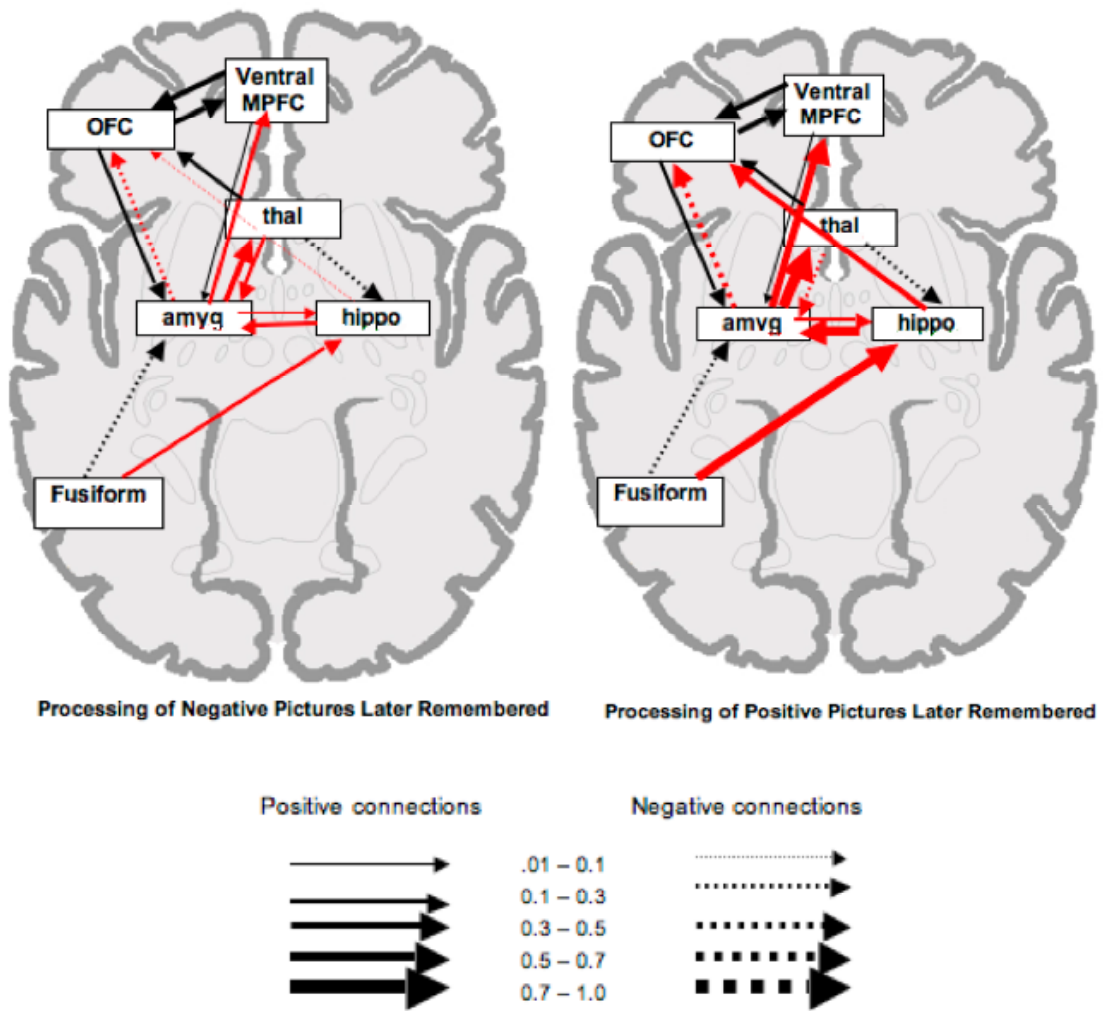 Ventral
MPFC
OFC
thal
amyg
hippo
Fusiform
Ventral
MPFC
OFC
thal
amyg
hippo
Fusiform
Processing of Negative Pictures Later Remembered
Processing of Positive Pictures Later Remembered
Positive connections
Negative connections
.01 – 0.1
0.1 – 0.3
0.3 – 0.5
0.5 – 0.7
0.7 – 1.0